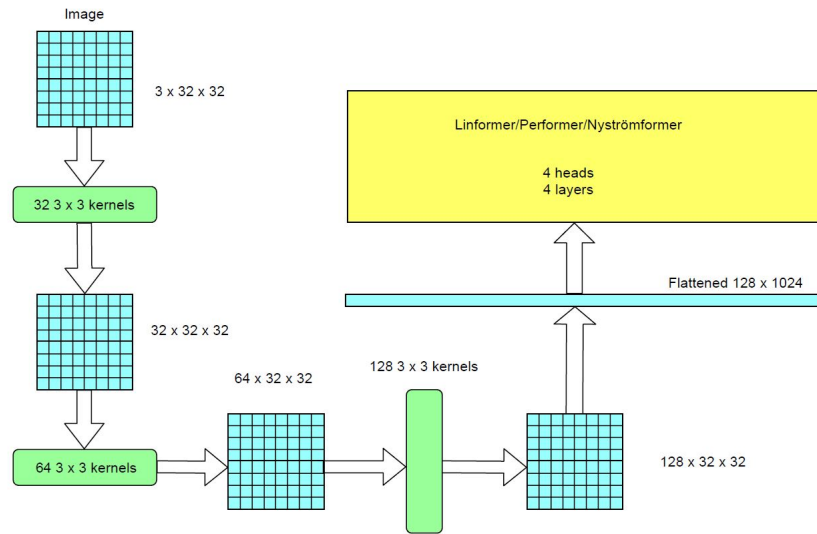 Image
3 x 32 x 32
32 3 x 3 kernels
32 x 32 x 32
64 3 x 3 kernels
64 x 32 x 32
128 3 x 3 kernels
128 x 32 x 32
Flattened 128 x 1024
Linformer/Performer/Nyströmformer
4 heads
4 layers